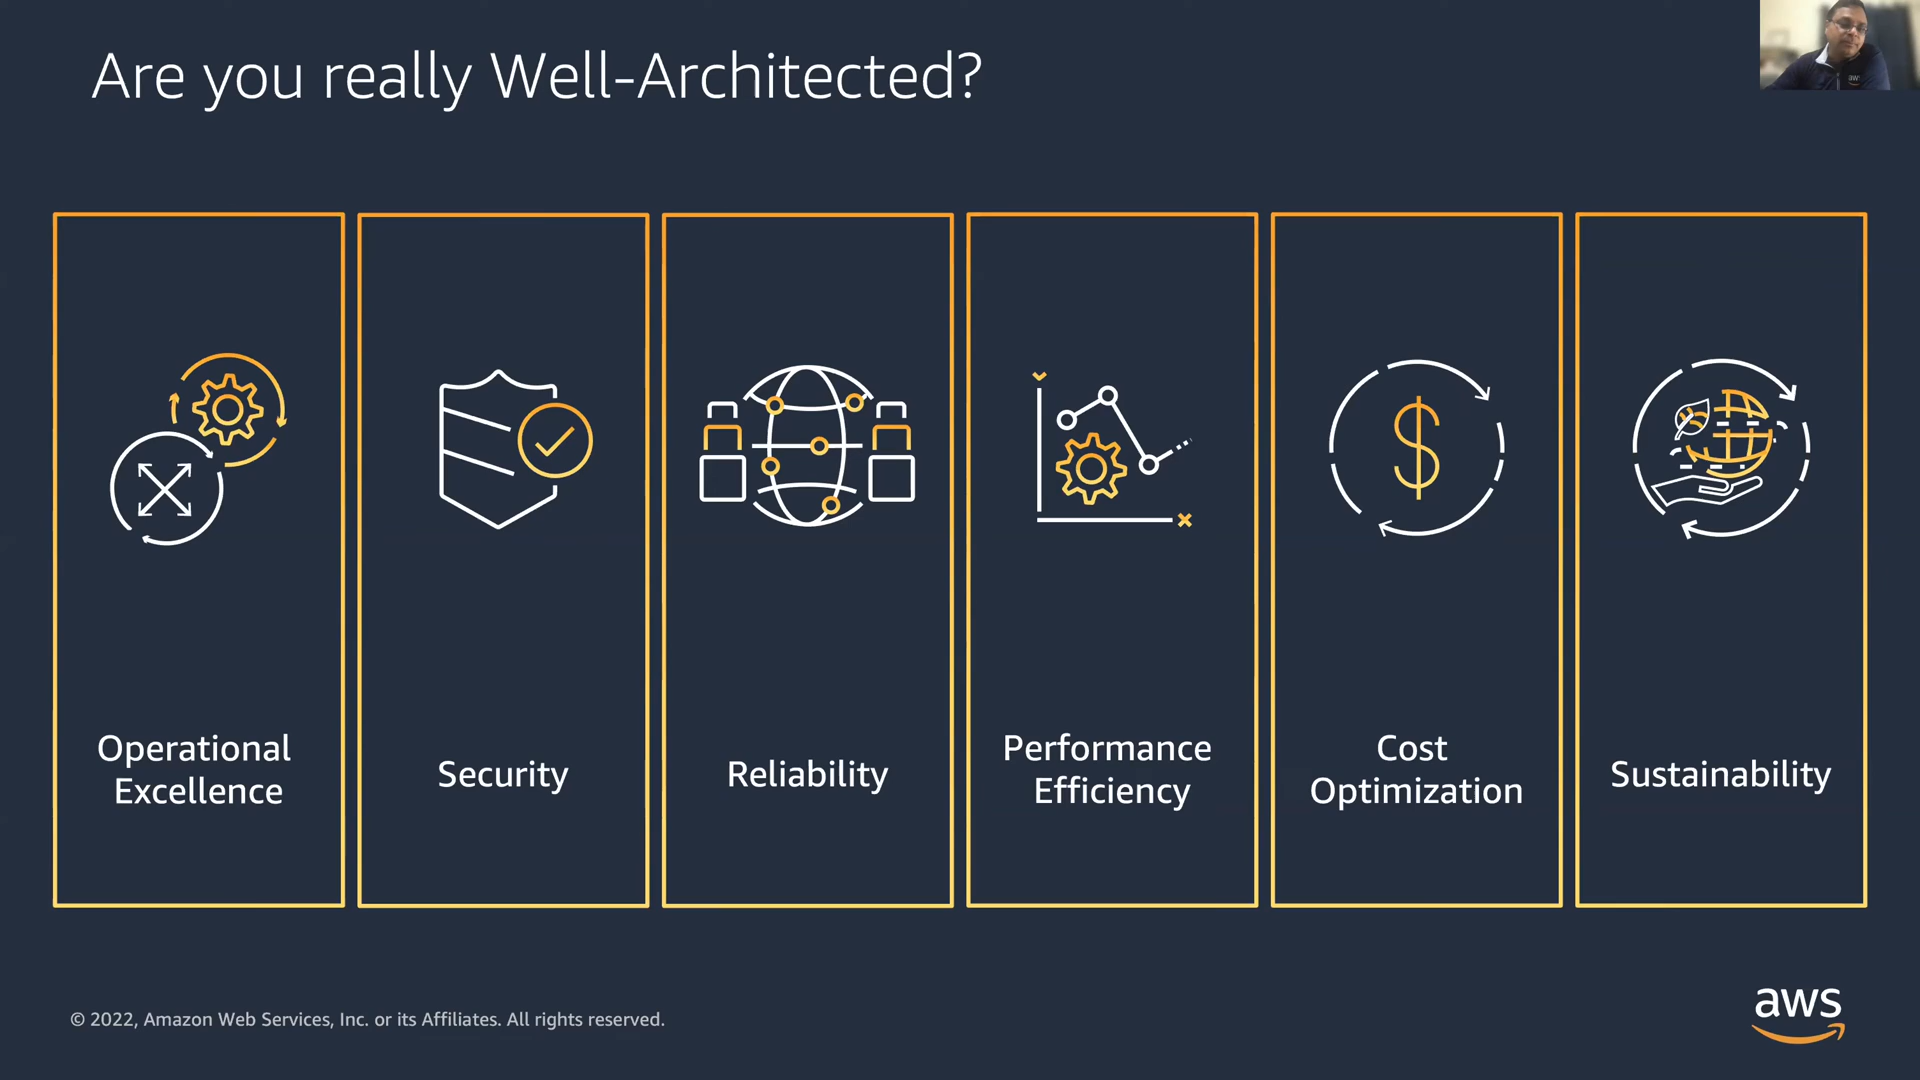 Are you really Well-Architected?
Operational
Excellence
Security
Reliability
Performance
Efficiency
Cost
Optimization
Sustainability
© 2022, Amazon Web Services, Inc. or its Affiliates. All rights reserved.
aws
aws